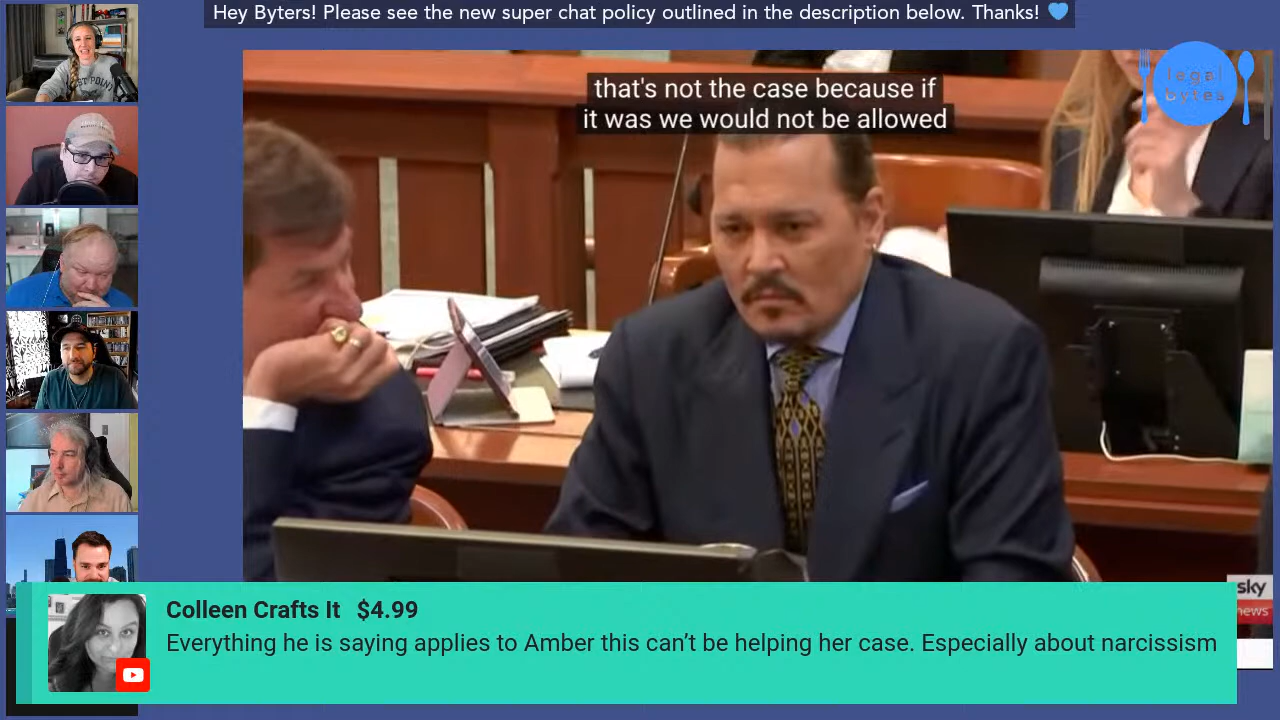 Hey Byters! Please see the new super chat policy outlined in the description below. Thanks! 💙
legal
bytes
that's not the case because if
it was we would not be allowed
sky
news
Colleen Crafts It $4.99
Everything he is saying applies to Amber this can’t be helping her case. Especially about narcissism